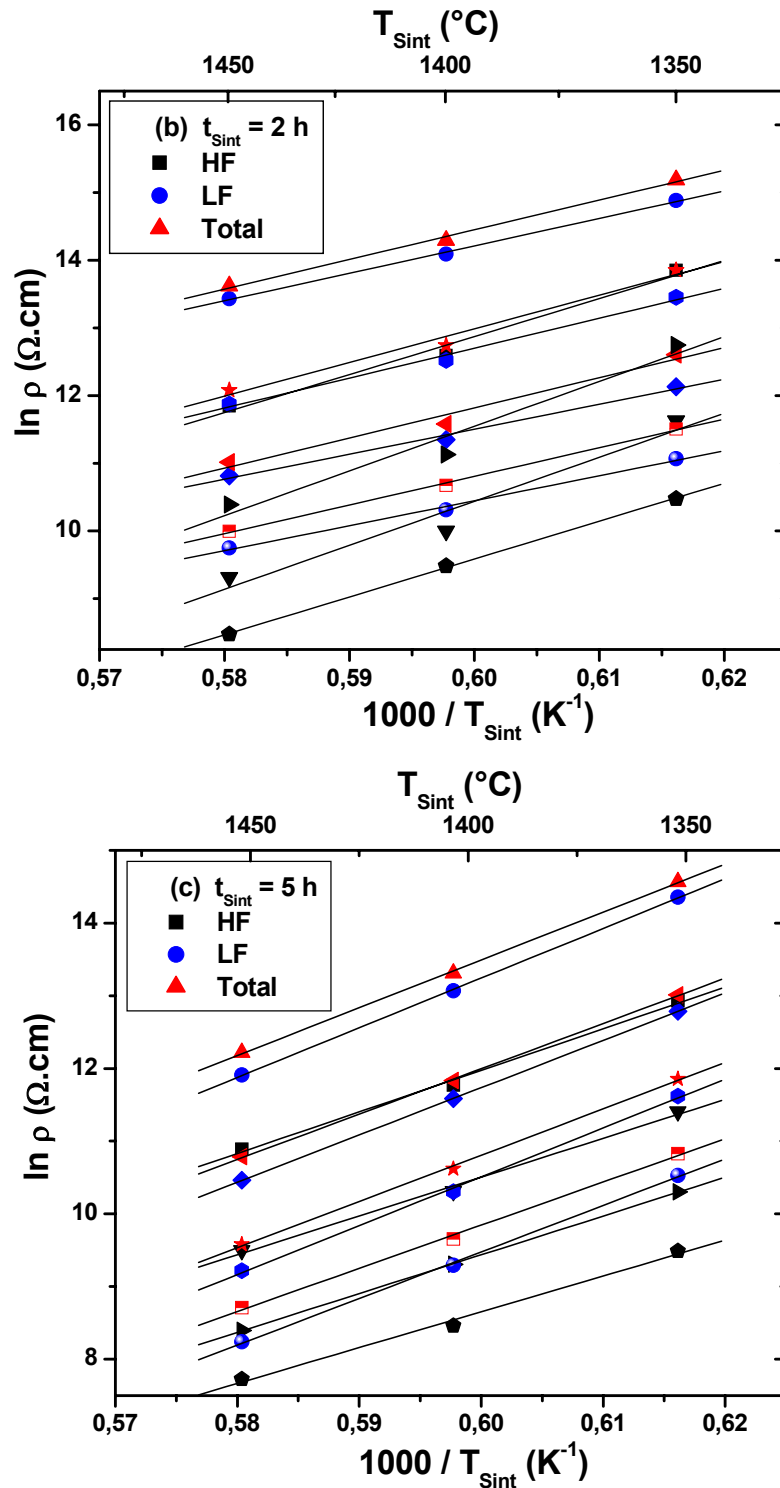 T_Sint (°C)
1450 1400 1350
16
14
12
10
ln ρ (Ω.cm)
(b) t_Sint = 2 h
HF
LF
Total
0,57 0,58 0,59 0,60 0,61 0,62
1000 / T_Sint (K⁻¹)
T_Sint (°C)
1450 1400 1350
14
12
10
8
ln ρ (Ω.cm)
(c) t_Sint = 5 h
HF
LF
Total
0,57 0,58 0,59 0,60 0,61 0,62
1000 / T_Sint (K⁻¹)